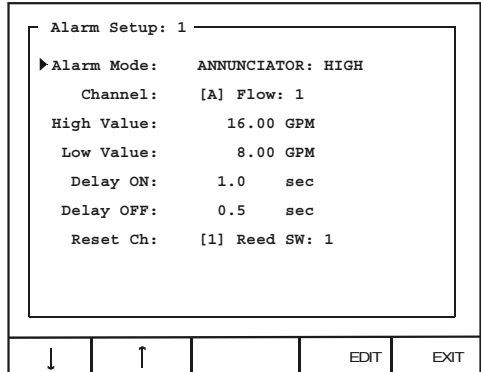 Alarm Setup: 1
Alarm Mode: ANNUNCIATOR: HIGH
Channel: [A] Flow: 1
High Value: 16.00 GPM
Low Value: 8.00 GPM
Delay ON: 1.0 sec
Delay OFF: 0.5 sec
Reset Ch: [1] Reed SW: 1
↓ ↑ EDIT EXIT